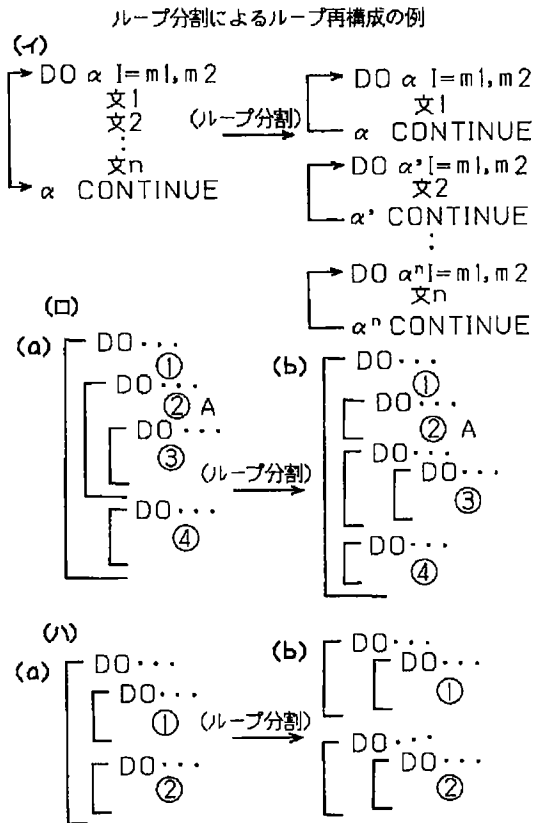 ループ分割によるループ再構成の例
(イ)
DO α I=m1,m2
文1
文2
⋮
文n
α CONTINUE
(ループ分割)
DO α I=m1,m2
文1
α CONTINUE
DO α' I=m1,m2
文2
α' CONTINUE
⋮
DO αⁿ I=m1,m2
文n
αⁿ CONTINUE
(ロ)
(a)
DO・・・
①
DO・・・
② A
DO・・・
③
DO・・・
④
(ループ分割)
(b)
DO・・・
①
DO・・・
② A
DO・・・
DO・・・
③
DO・・・
④
(ハ)
(a)
DO・・・
DO・・・
①
DO・・・
②
(ループ分割)
(b)
DO・・・
DO・・・
①
DO・・・
DO・・・
②